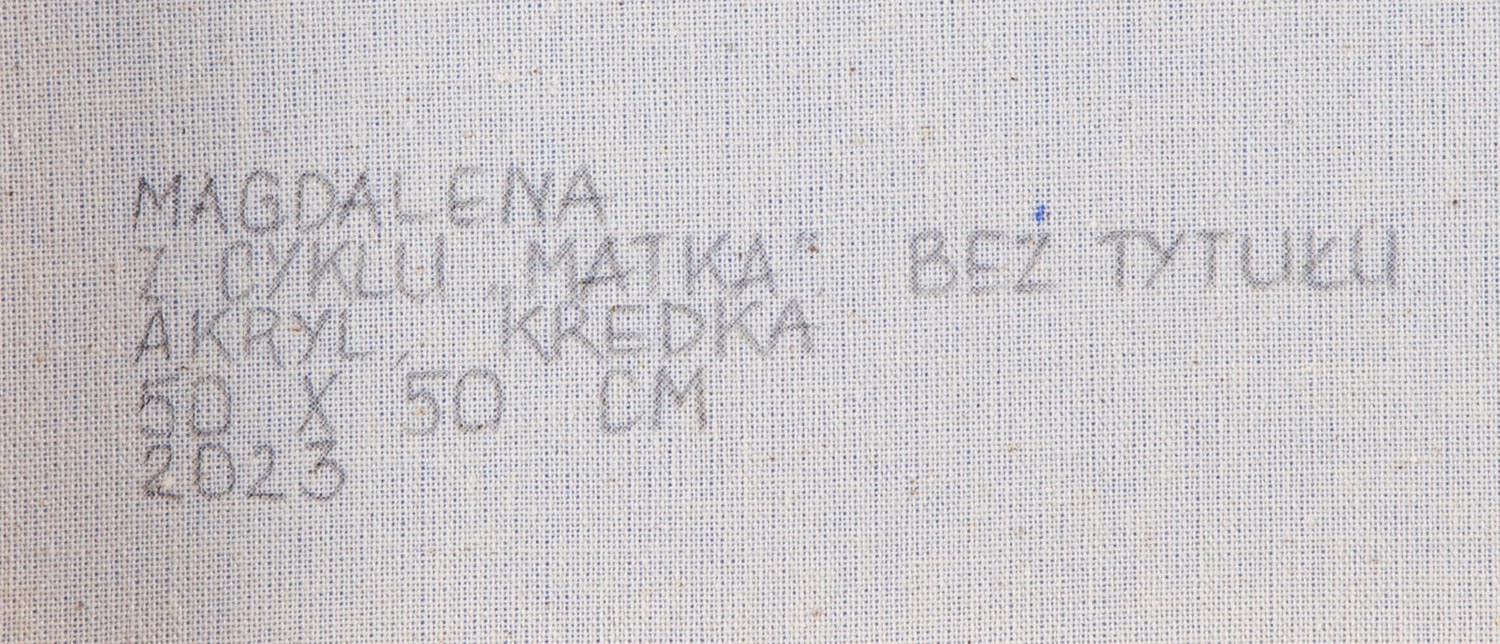 MAGDALENA
Z CYKLU „MATKA” BEZ TYTUŁU
AKRYL, KREDKA
50 X 50 CM
2023